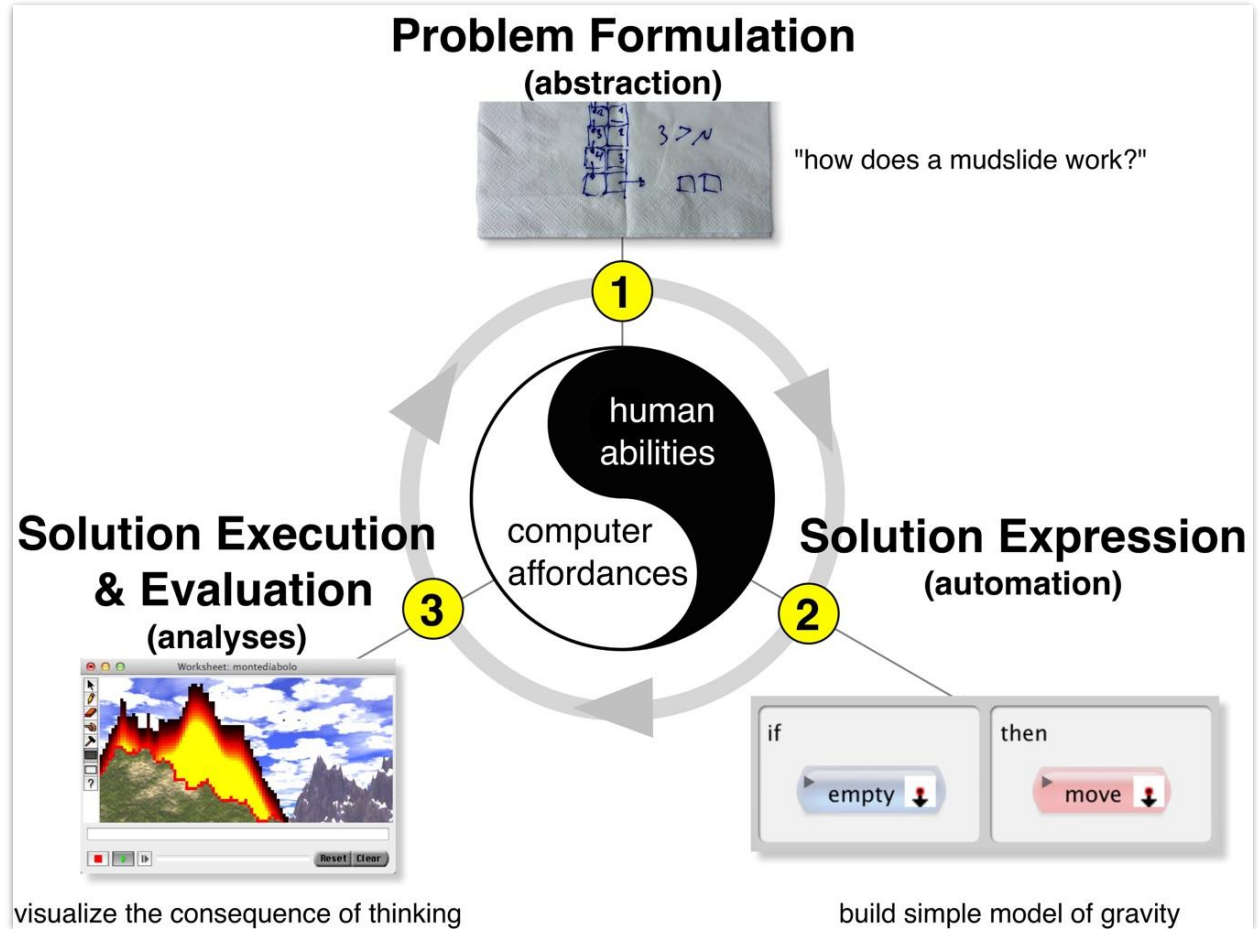 Problem Formulation
(abstraction)
3 > N
"how does a mudslide work?"
1
human
abilities
computer
affordances
Solution Execution
& Evaluation
(analyses)
3
Solution Expression
(automation)
2
Worksheet: montediabolo
?
Reset Clear
if
empty
then
move
visualize the consequence of thinking
build simple model of gravity